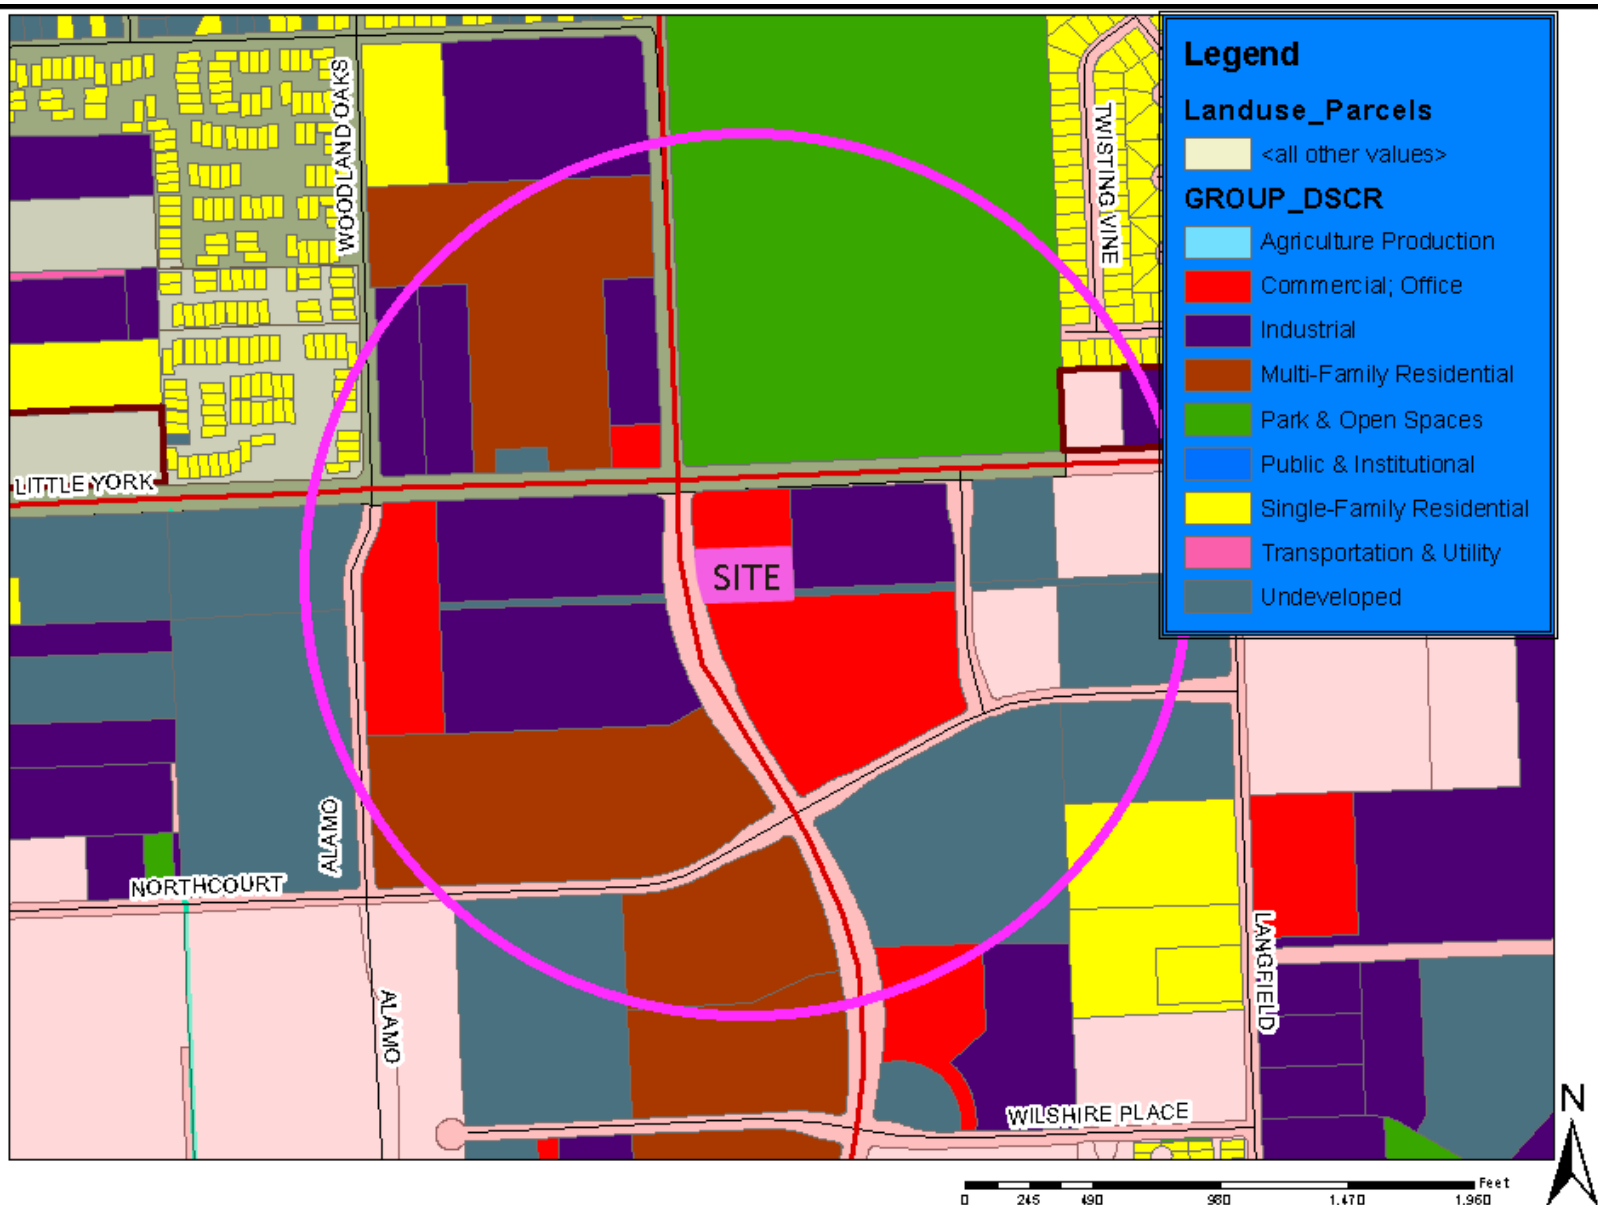 Legend
Landuse_Parcels
<all other values>
GROUP_DSCR
Agriculture Production
Commercial; Office
Industrial
Multi-Family Residential
Park & Open Spaces
Public & Institutional
Single-Family Residential
Transportation & Utility
Undeveloped
WOODLAND OAKS
TWISTING VINE
LITTLE YORK
SITE
ALAMO
NORTHCOURT
ALAMO
LANGFIELD
WILSHIRE PLACE
N
Feet
0 245 490 980 1,470 1,960